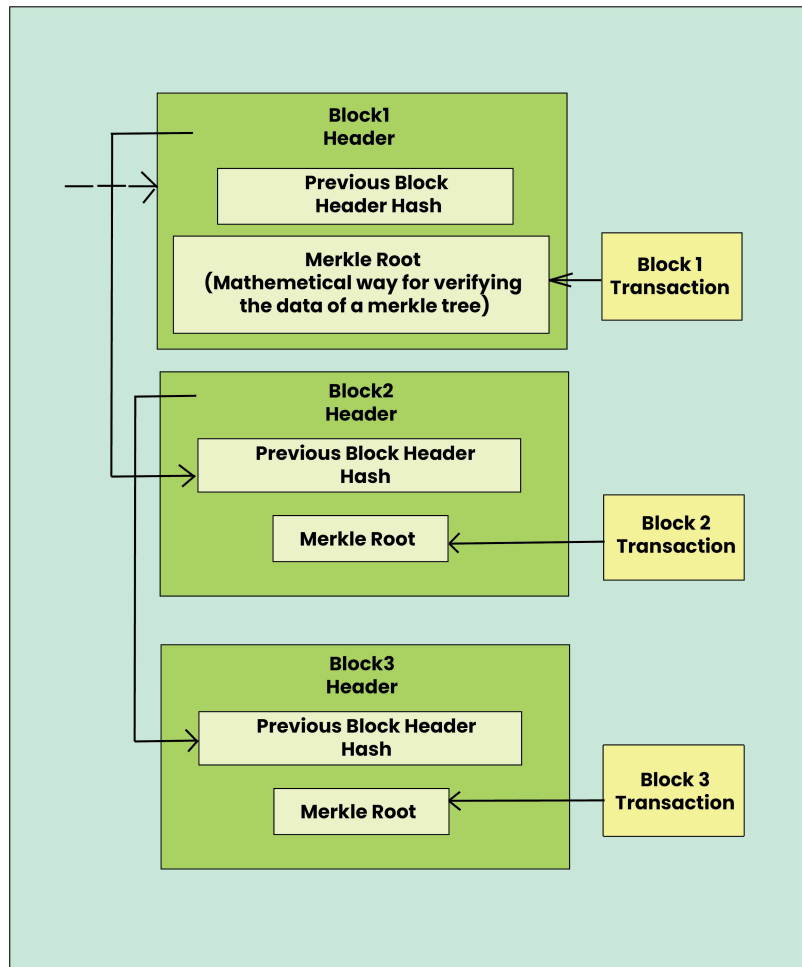 Block1
Header
Previous Block
Header Hash
Merkle Root
(Mathemetical way for verifying
the data of a merkle tree)
Block 1
Transaction
Block2
Header
Previous Block Header
Hash
Merkle Root
Block 2
Transaction
Block3
Header
Previous Block Header
Hash
Merkle Root
Block 3
Transaction